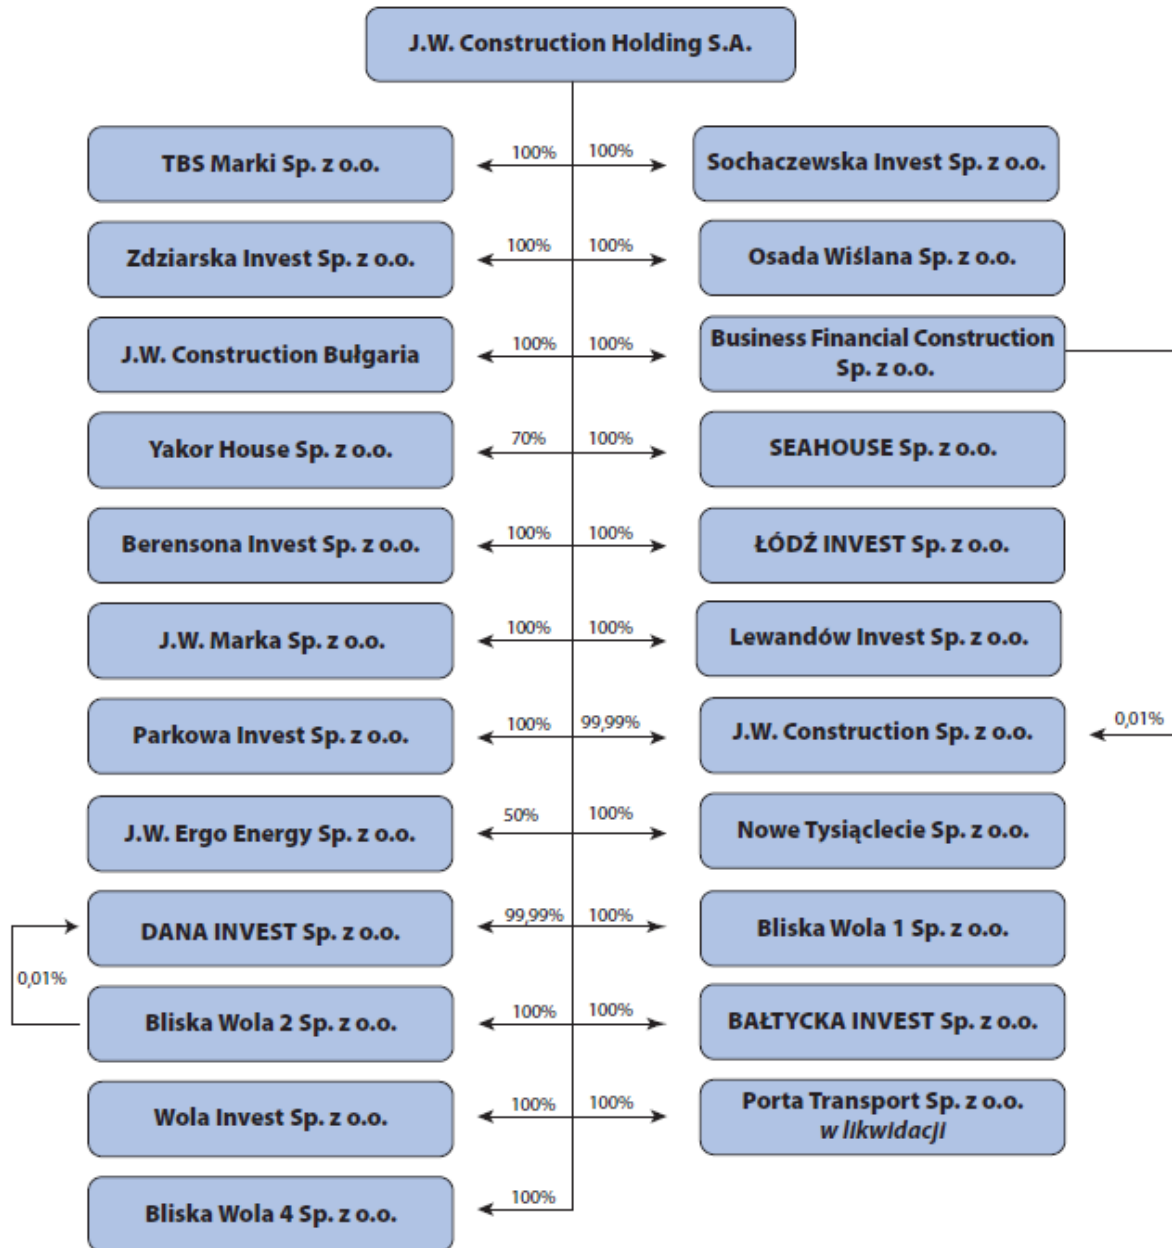 J.W. Construction Holding S.A.
TBS Marki Sp. z o.o.
100%
100%
Sochaczewska Invest Sp. z o.o.
Zdziarska Invest Sp. z o.o.
100%
100%
Osada Wiślana Sp. z o.o.
J.W. Construction Bułgaria
100%
100%
Business Financial Construction
Sp. z o.o.
Yakor House Sp. z o.o.
70%
100%
SEAHOUSE Sp. z o.o.
Berensona Invest Sp. z o.o.
100%
100%
ŁÓDŹ INVEST Sp. z o.o.
J.W. Marka Sp. z o.o.
100%
100%
Lewandów Invest Sp. z o.o.
Parkowa Invest Sp. z o.o.
100%
99,99%
J.W. Construction Sp. z o.o.
0,01%
J.W. Ergo Energy Sp. z o.o.
50%
100%
Nowe Tysiąclecie Sp. z o.o.
DANA INVEST Sp. z o.o.
99,99%
100%
Bliska Wola 1 Sp. z o.o.
0,01%
Bliska Wola 2 Sp. z o.o.
100%
100%
BAŁTYCKA INVEST Sp. z o.o.
Wola Invest Sp. z o.o.
100%
100%
Porta Transport Sp. z o.o.
w likwidacji
Bliska Wola 4 Sp. z o.o.
100%